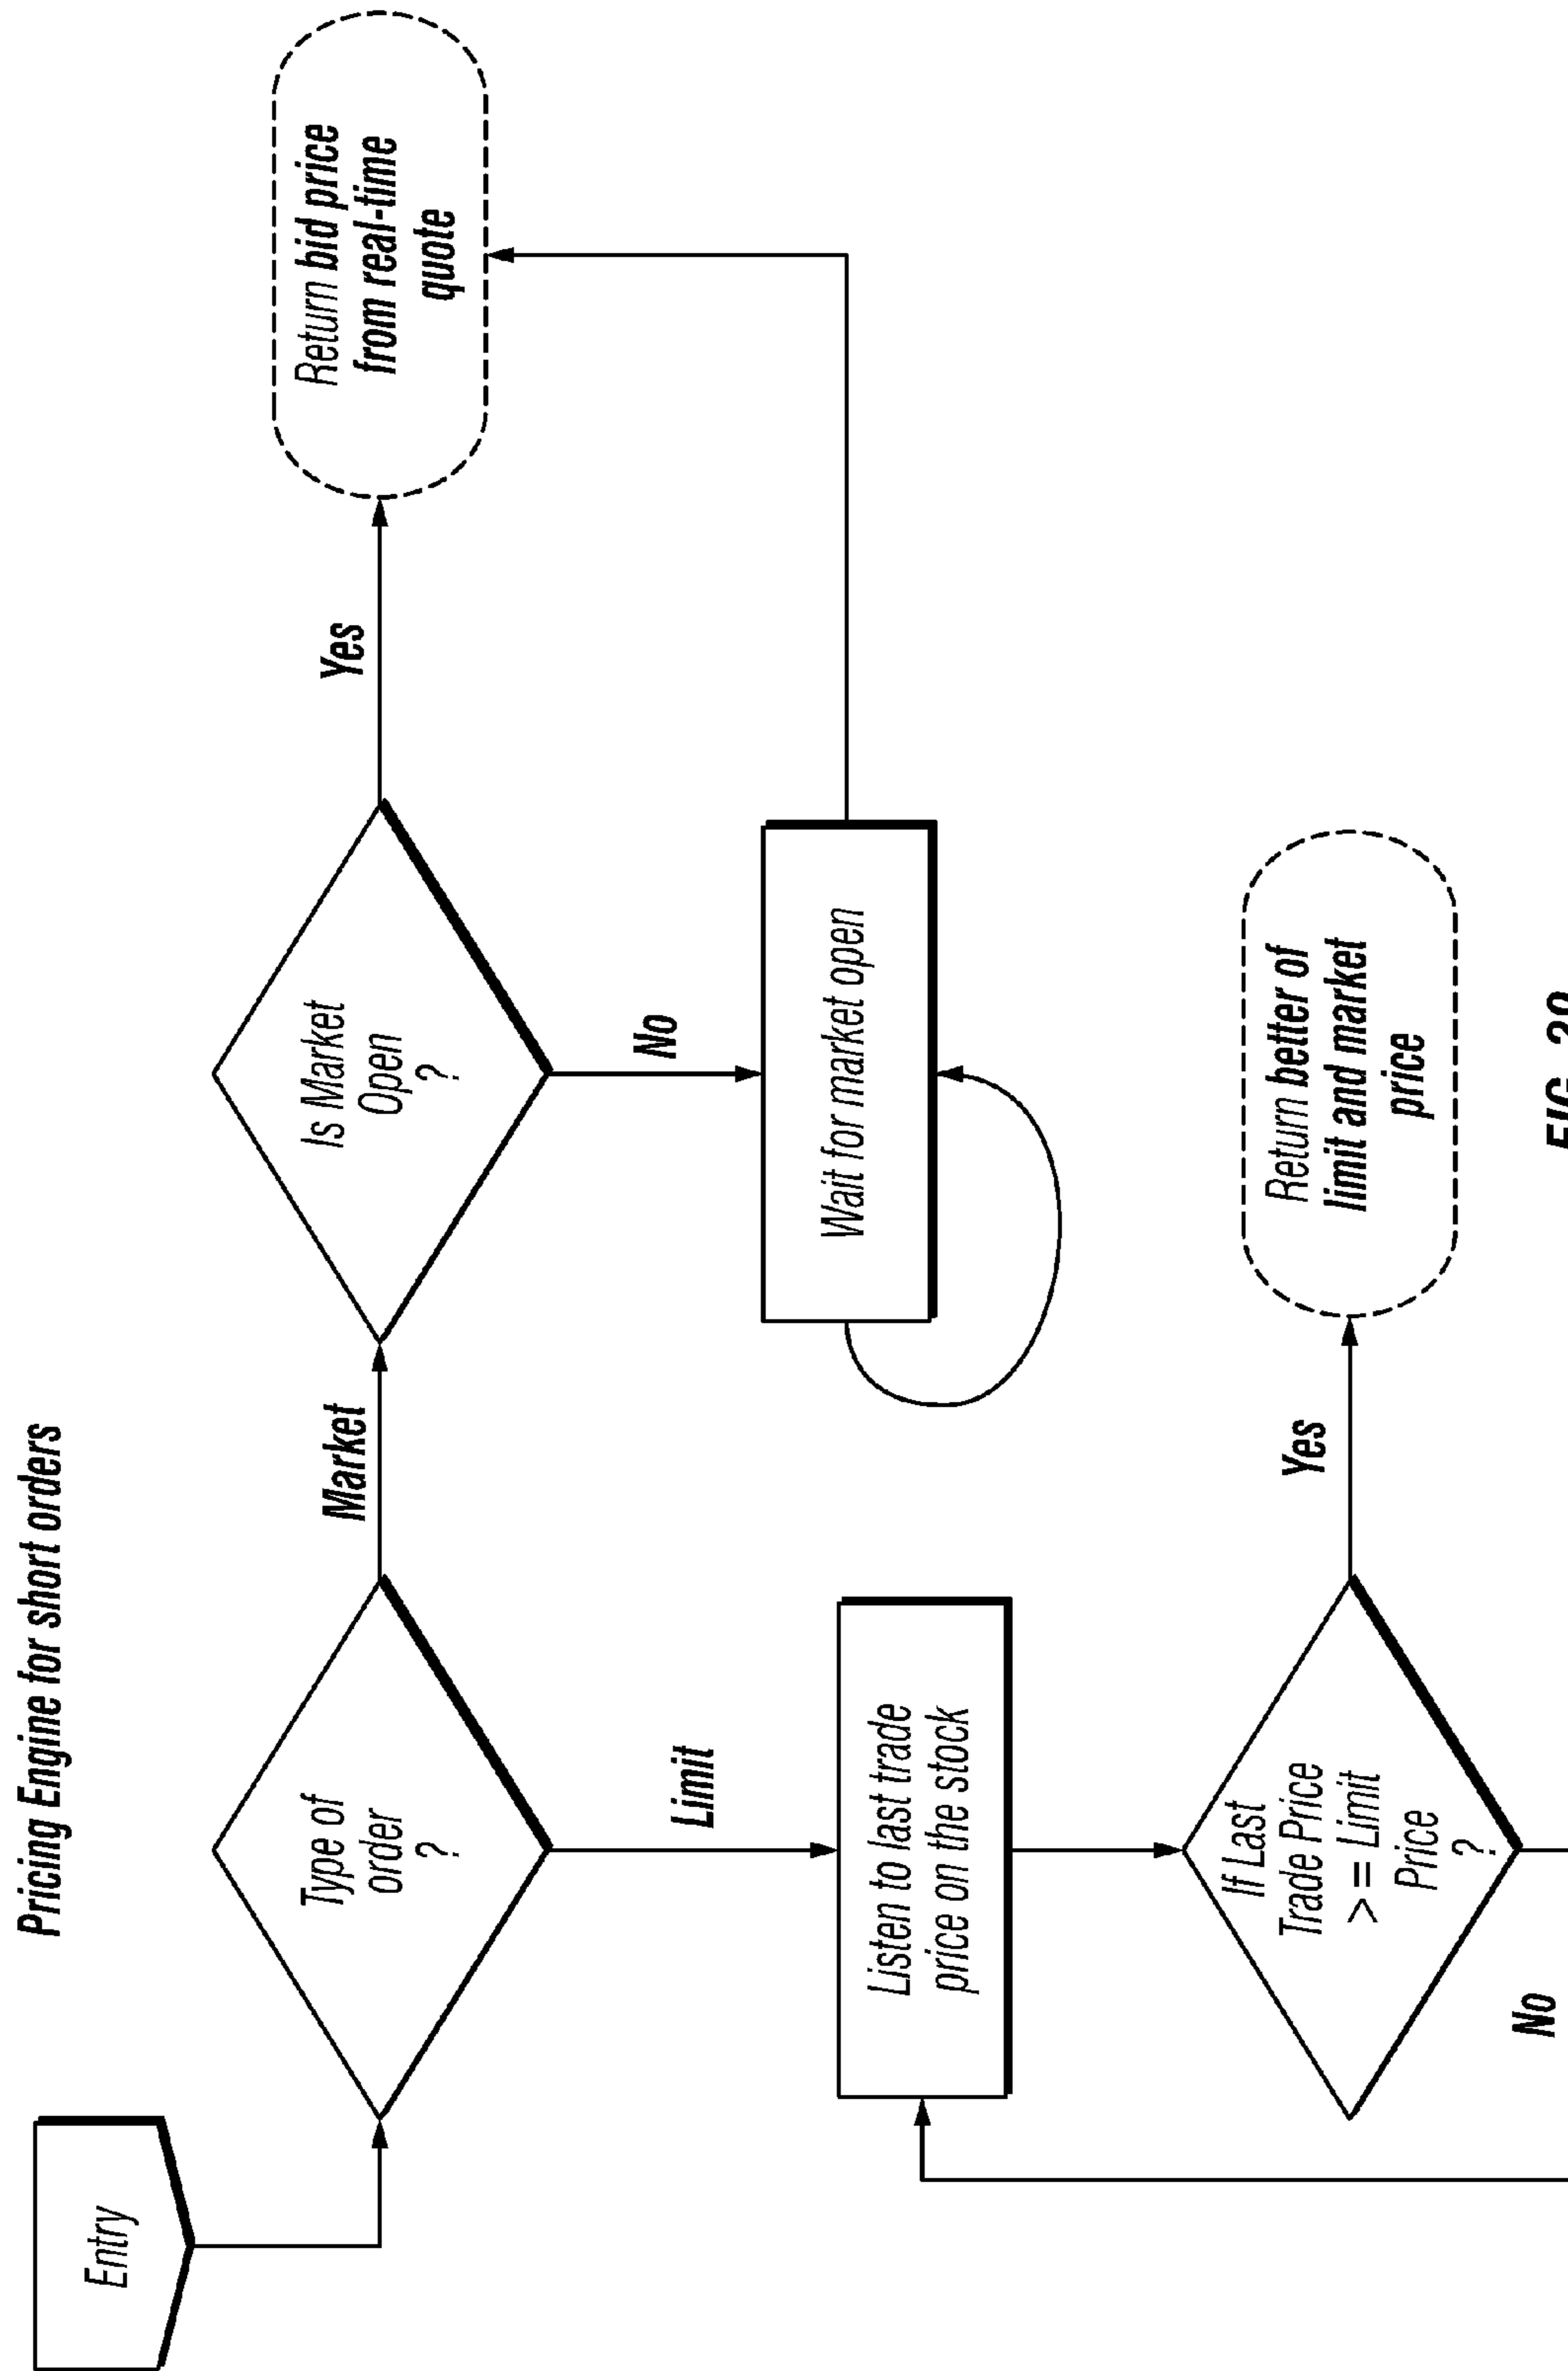 Pricing Engine for short orders
Entry
Type of
order
?
Market
Is Market
Open
?
Yes
Return bid price
from real-time
quote
No
Wait for market open
Limit
Listen to last trade
price on the stock
If Last
Trade Price
>= Limit
Price
?
Yes
Return better of
limit and market
price
No
FIG.